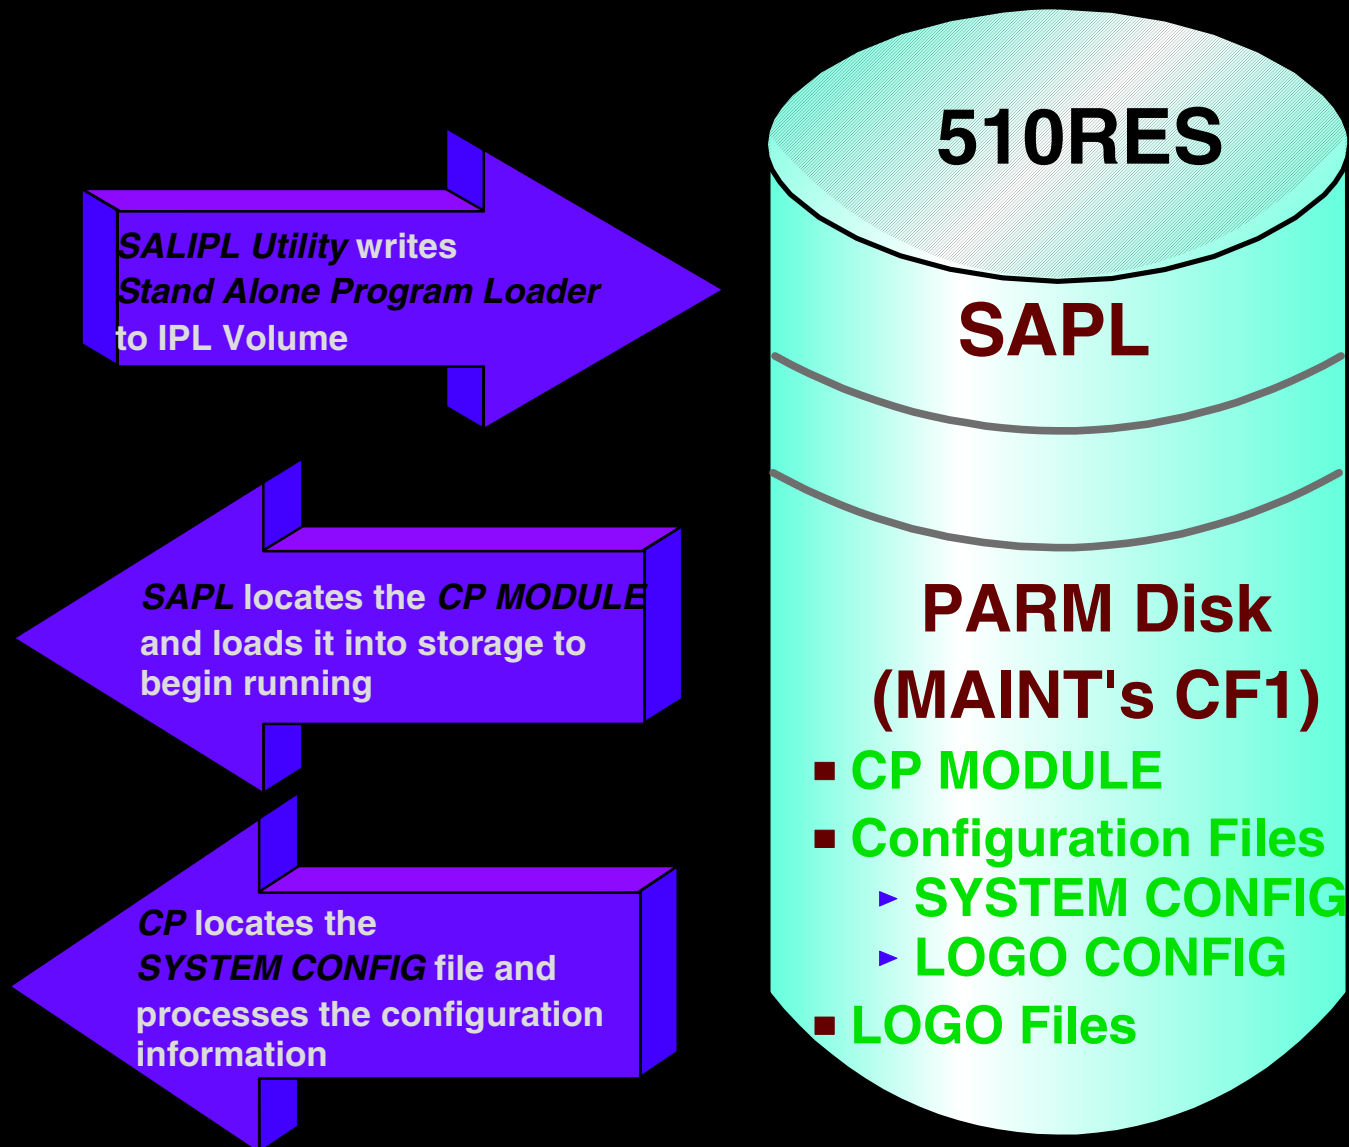 510RES
SAPL
SALIPL Utility writes
Stand Alone Program Loader
to IPL Volume
SAPL locates the CP MODULE
and loads it into storage to
begin running
CP locates the
SYSTEM CONFIG file and
processes the configuration
information
PARM Disk
(MAINT's CF1)
CP MODULE
Configuration Files
SYSTEM CONFIG
LOGO CONFIG
LOGO Files